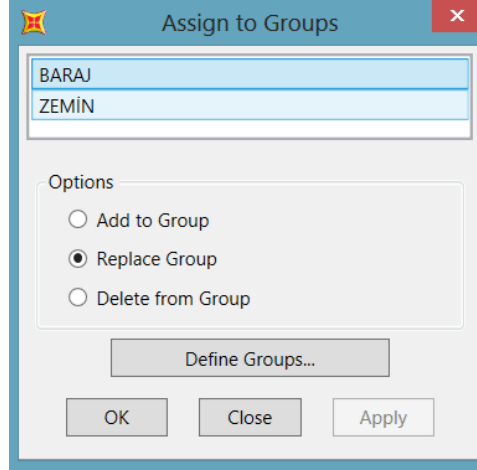 Assign to Groups
BARAJ
ZEMİN
Options
Add to Group
Replace Group
Delete from Group
Define Groups...
OK Close Apply